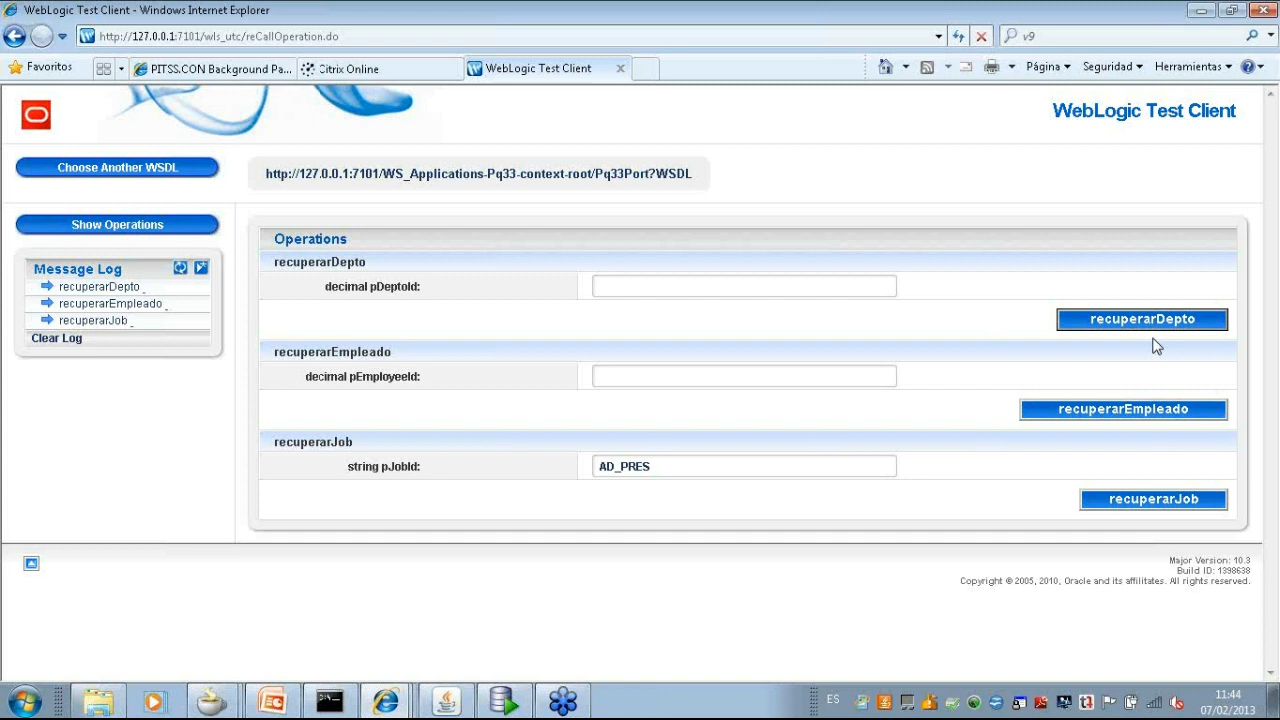 WebLogic Test Client - Windows Internet Explorer
http://127.0.0.1:7101/wls_utc/reCallOperation.do
v9
Favoritos
PITSS.CON Background Pa...
Citrix Online
WebLogic Test Client
Página
Seguridad
Herramientas
WebLogic Test Client
Choose Another WSDL
http://127.0.0.1:7101/WS_Applications-Pq33-context-root/Pq33Port?WSDL
Show Operations
Message Log
recuperarDepto
recuperarEmpleado
recuperarJob
Clear Log
Operations
recuperarDepto
decimal pDeptoId:
recuperarDepto
recuperarEmpleado
decimal pEmployeeId:
recuperarEmpleado
recuperarJob
string pJobId:
AD_PRES
recuperarJob
Major Version: 10.3
Build ID: 1398638
Copyright © 2005, 2010, Oracle and its affilitates. All rights reserved.
ES
11:44
07/02/2013